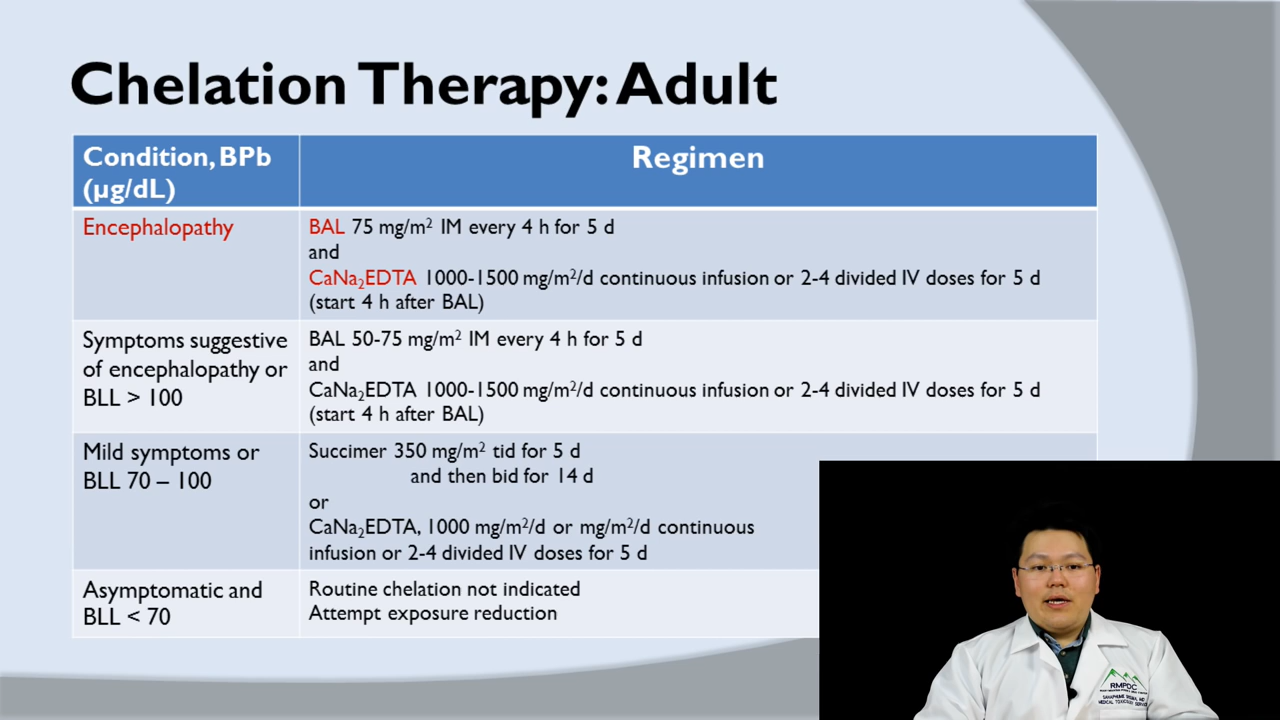 Chelation Therapy: Adult
Condition, BPb
(µg/dL)
Regimen
Encephalopathy
BAL 75 mg/m² IM every 4 h for 5 d
and
CaNa₂EDTA 1000-1500 mg/m²/d continuous infusion or 2-4 divided IV doses for 5 d
(start 4 h after BAL)
Symptoms suggestive
of encephalopathy or
BLL > 100
BAL 50-75 mg/m² IM every 4 h for 5 d
and
CaNa₂EDTA 1000-1500 mg/m²/d continuous infusion or 2-4 divided IV doses for 5 d
(start 4 h after BAL)
Mild symptoms or
BLL 70 – 100
Succimer 350 mg/m² tid for 5 d
and then bid for 14 d
or
CaNa₂EDTA, 1000 mg/m²/d or mg/m²/d continuous
infusion or 2-4 divided IV doses for 5 d
Asymptomatic and
BLL < 70
Routine chelation not indicated
Attempt exposure reduction
RMPDC
MEDICAL TOXICOLOGY SERVICE